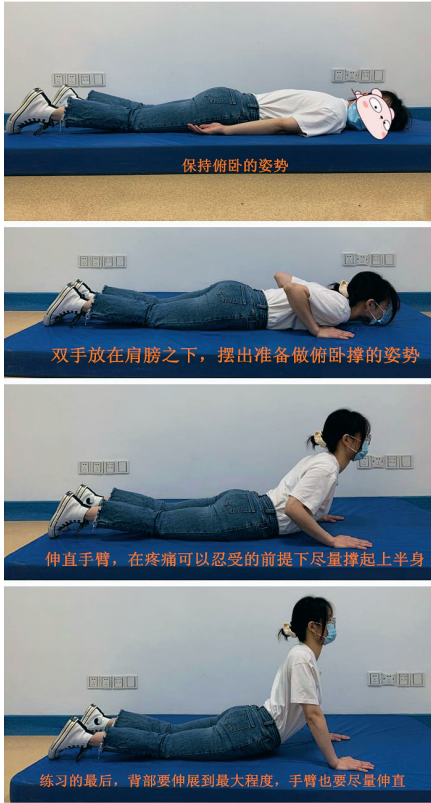 保持俯卧的姿势
双手放在肩膀之下，摆出准备做俯卧撑的姿势
伸直手臂，在疼痛可以忍受的前提下尽量撑起上半身
练习的最后，背部要伸展到最大程度，手臂也要尽量伸直